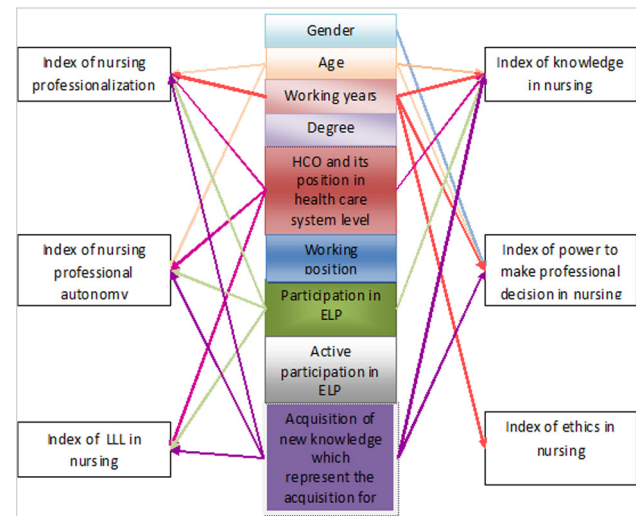 Gender
Age
Working years
Degree
HCO and its
position in
health care
system level
Working
position
Participation in
ELP
Active
participation in
ELP
Acquisition of
new knowledge
which
represent the
acquisition for
Index of nursing
professionalization
Index of nursing
professional
autonomy
Index of LLL in
nursing
Index of knowledge
in nursing
Index of power to
make professional
decision in nursing
Index of ethics in
nursing